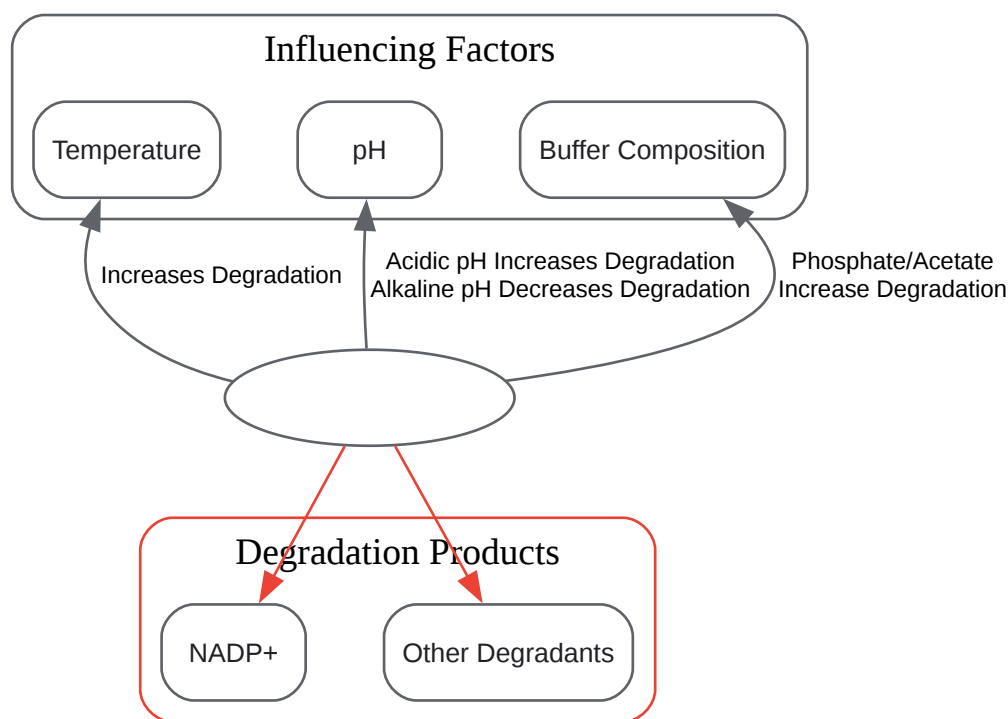 Influencing Factors
Temperature
pH
Buffer Composition
Increases Degradation
Acidic pH Increases Degradation
Alkaline pH Decreases Degradation
Phosphate/Acetate
Increase Degradation
Degradation Products
NADP+
Other Degradants